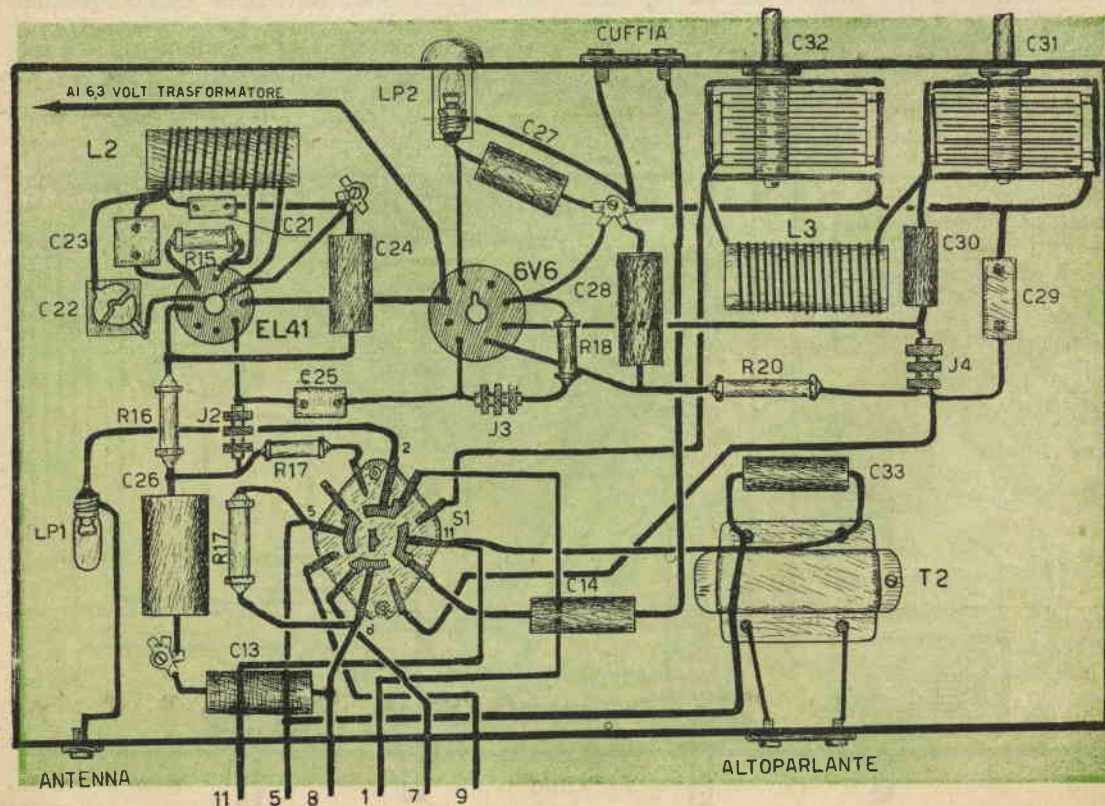 CUFFIA
C32
C31
AI 6,3 VOLT TRASFORMATORE
LP2
C27
L2
C21
C23
R15
C24
L3
C30
C22
EL41
6V6
C28
C29
R18
R20
J4
C25
R16
J2
J3
2
R17
C26
C33
5
S1
11
LP1
R17
T2
C14
8
C13
ANTENNA
ALTOPARLANTE
11 5 8 1 7 9